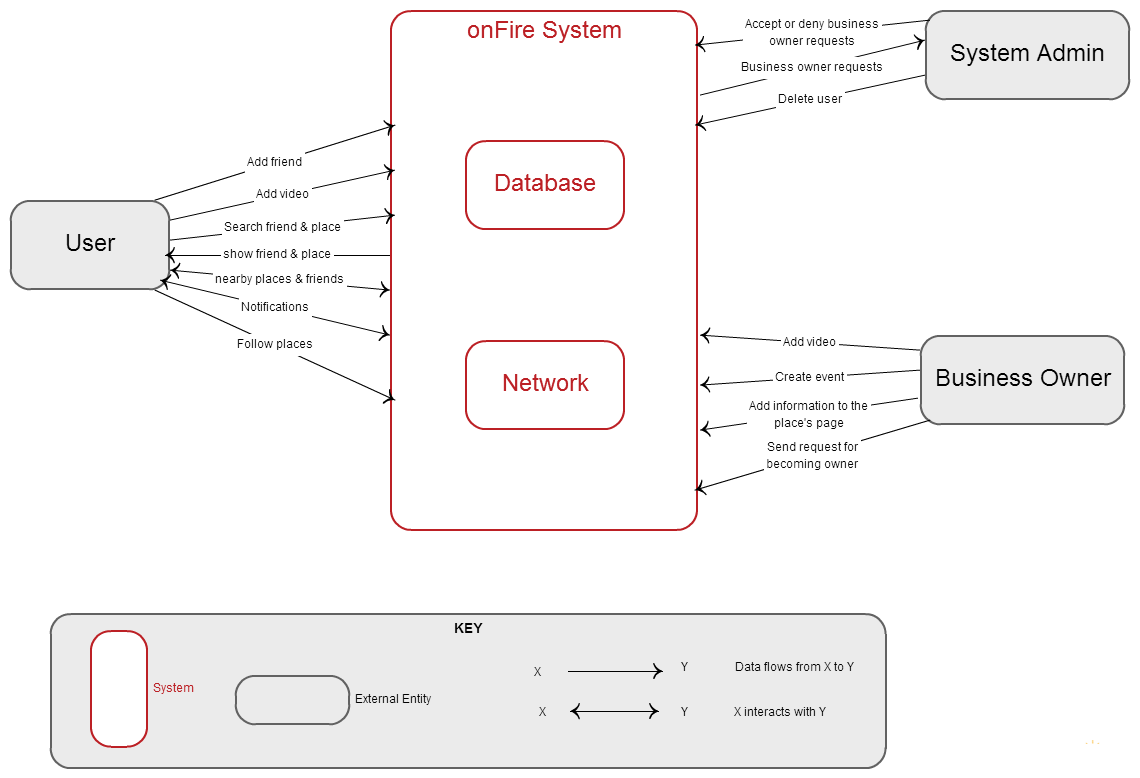 onFire System
Accept or deny business
owner requests
System Admin
Business owner requests
Delete user
Add friend
Database
Add video
Search friend & place
User
show friend & place
nearby places & friends
Notifications
Follow places
Add video
Network
Create event
Business Owner
Add information to the
place's page
Send request for
becoming owner
KEY
System
External Entity
X
Y
Data flows from X to Y
X
Y
X interacts with Y